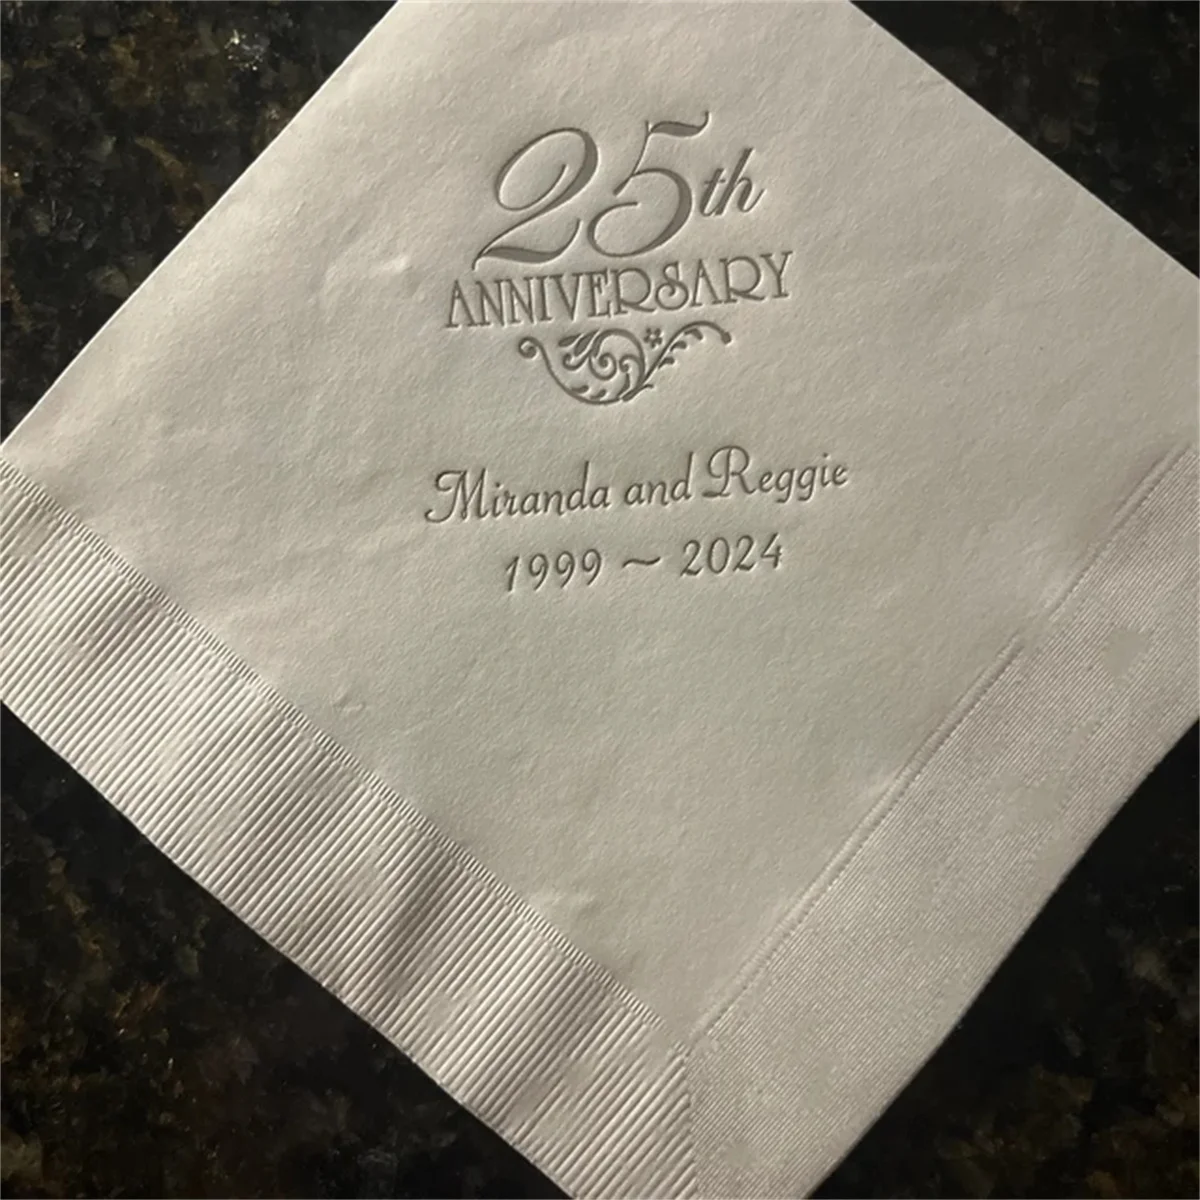 25th
ANNIVERSARY
Miranda and Reggie
1999 ~ 2024